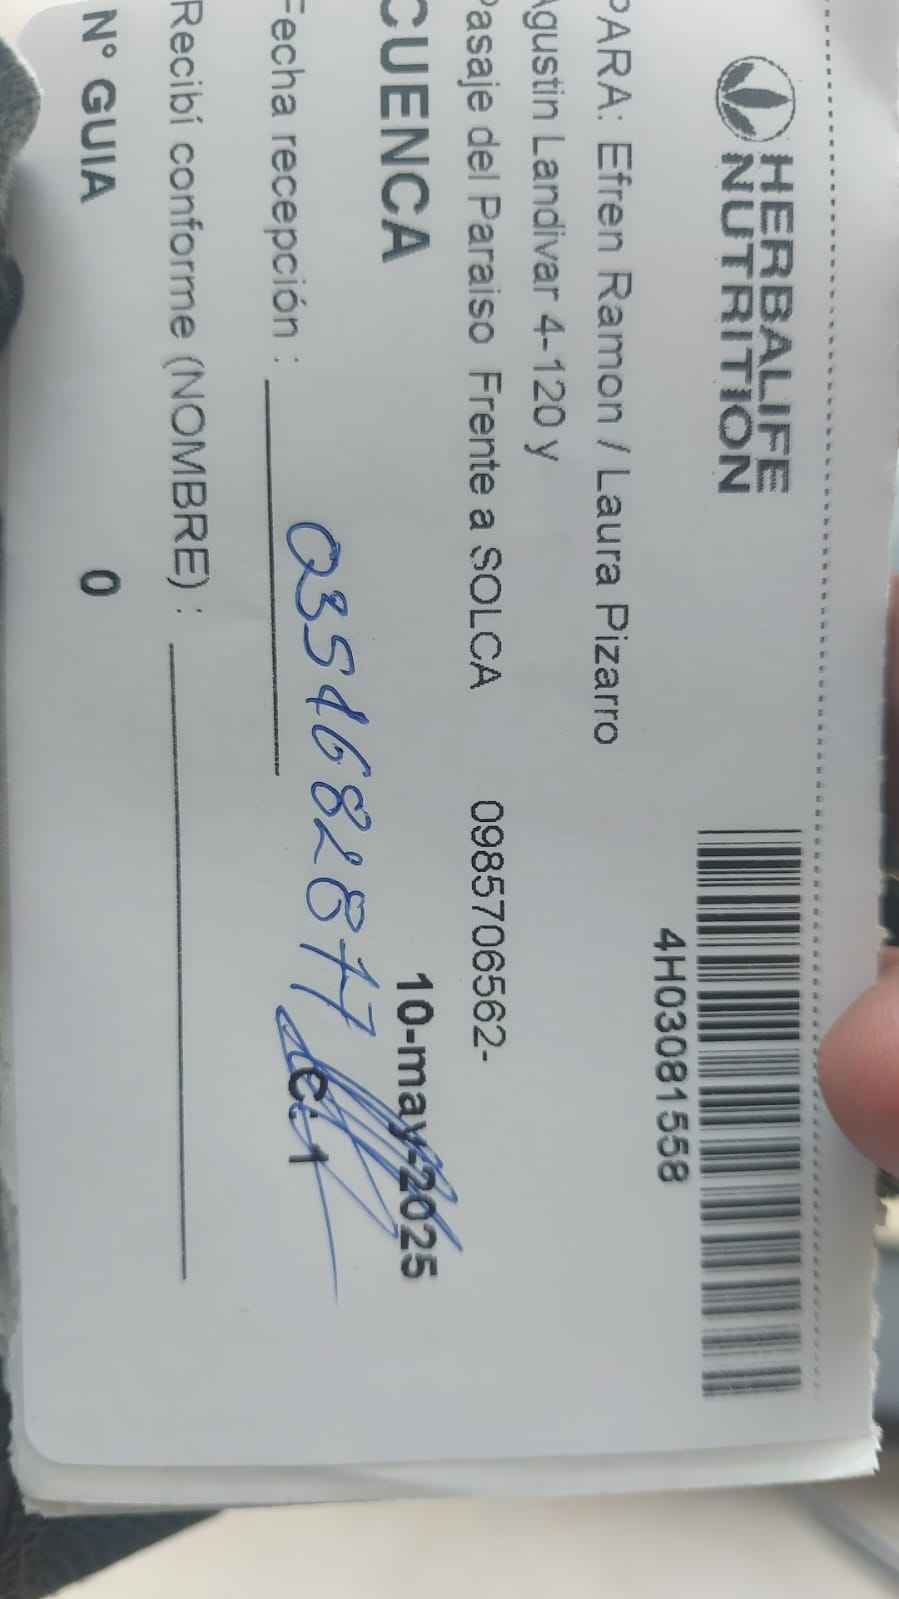 HERBALIFE
NUTRITION
4H03081558
PARA: Efren Ramon / Laura Pizarro
Agustin Landivar 4-120 y
Pasaje del Paraiso Frente a SOLCA 0985706562-
CUENCA 10-may-2025
Fecha recepción : C: 1
Recibí conforme (NOMBRE) :
N° GUIA 0